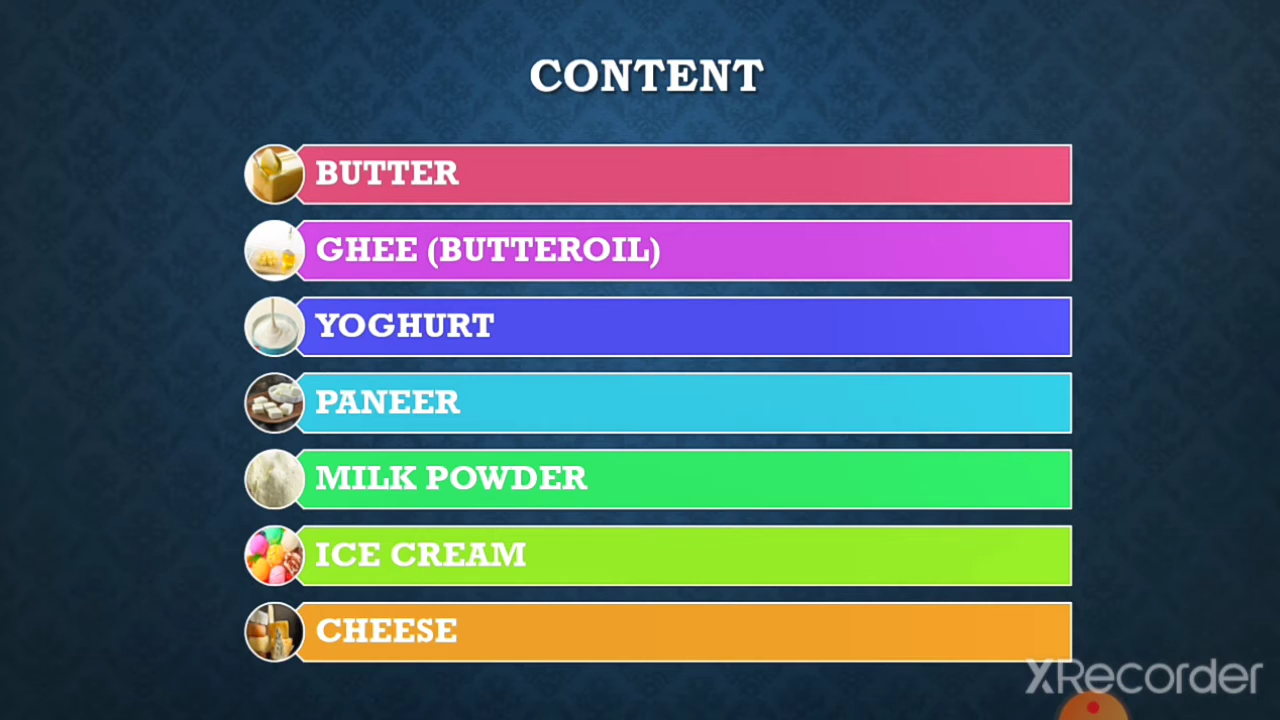 CONTENT
BUTTER
GHEE (BUTTEROIL)
YOGHURT
PANEER
MILK POWDER
ICE CREAM
CHEESE
XRecorder